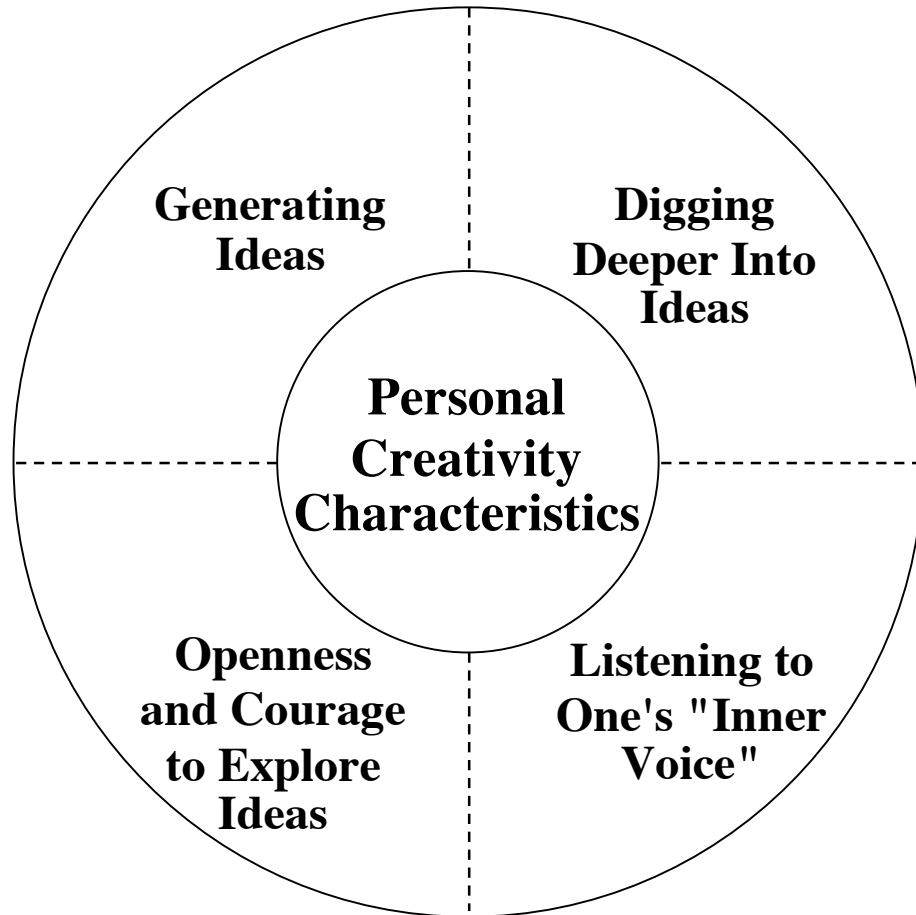 Generating
Ideas
Digging
Deeper Into
Ideas
Personal
Creativity
Characteristics
Openness
and Courage
to Explore
Ideas
Listening to
One's "Inner
Voice"